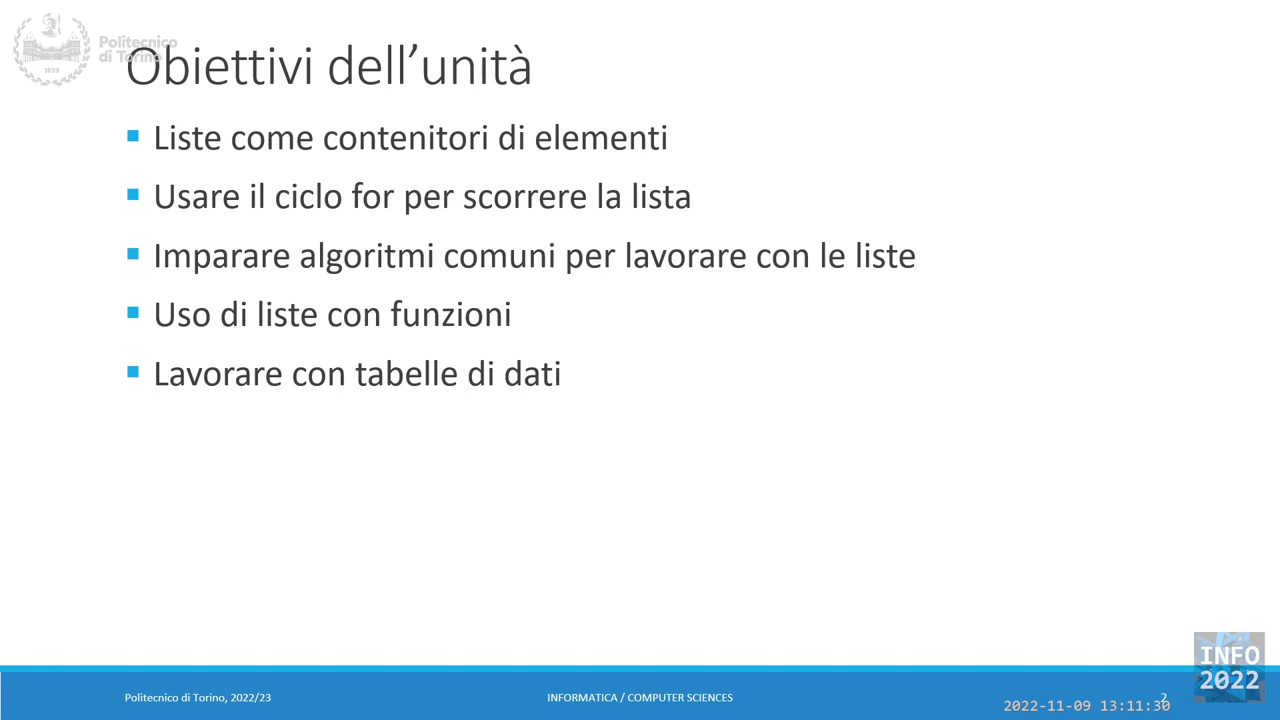 Politecnico
di Torino
1859
Obiettivi dell’unità
Liste come contenitori di elementi
Usare il ciclo for per scorrere la lista
Imparare algoritmi comuni per lavorare con le liste
Uso di liste con funzioni
Lavorare con tabelle di dati
INFO
2022
Politecnico di Torino, 2022/23
INFORMATICA / COMPUTER SCIENCES
2
2022-11-09 13:11:30